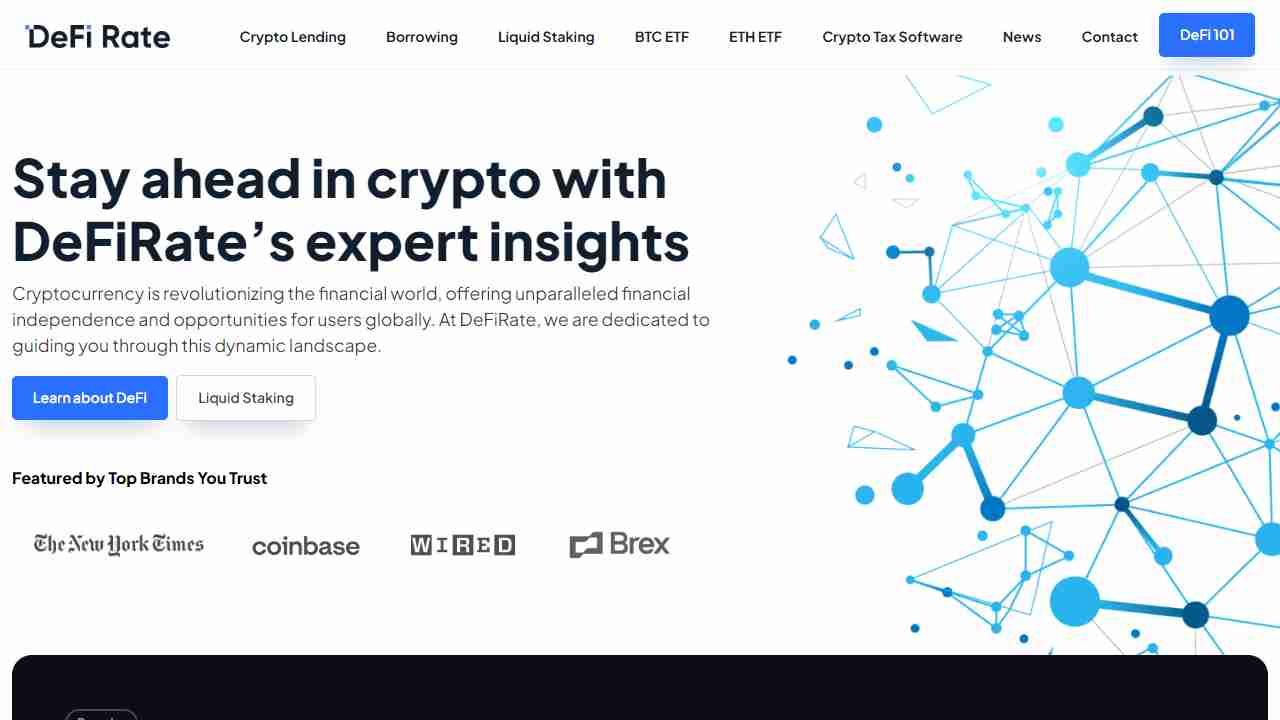 DeFi Rate
Crypto Lending
Borrowing
Liquid Staking
BTC ETF
ETH ETF
Crypto Tax Software
News
Contact
DeFi 101
Stay ahead in crypto with
DeFiRate’s expert insights
Cryptocurrency is revolutionizing the financial world, offering unparalleled financial
independence and opportunities for users globally. At DeFiRate, we are dedicated to
guiding you through this dynamic landscape.
Learn about DeFi
Liquid Staking
Featured by Top Brands You Trust
The New York Times
coinbase
WIRED
Brex